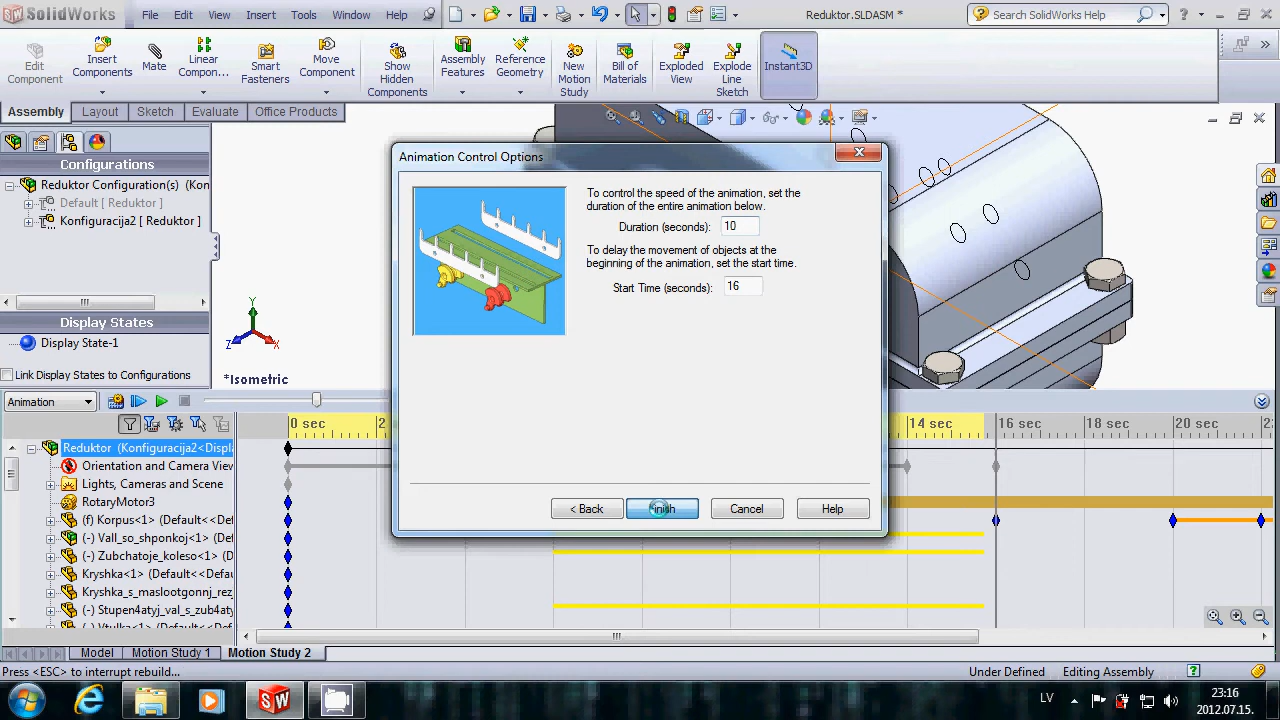 SolidWorks
File Edit View Insert Tools Window Help
Reduktor.SLDASM *
Search SolidWorks Help
Edit Component
Insert Components
Mate
Linear Compon...
Smart Fasteners
Move Component
Show Hidden Components
Assembly Features
Reference Geometry
New Motion Study
Bill of Materials
Exploded View
Explode Line Sketch
Instant3D
Assembly Layout Sketch Evaluate Office Products
Configurations
Reduktor Configuration(s) (Kon
Default [ Reduktor ]
Konfiguracija2 [ Reduktor ]
Display States
Display State-1
Link Display States to Configurations
Y
Z
X
*Isometric
Animation Control Options
To control the speed of the animation, set the
duration of the entire animation below.
Duration (seconds): 10
To delay the movement of objects at the
beginning of the animation, set the start time.
Start Time (seconds): 16
< Back Finish Cancel Help
Animation
0 sec 2 14 sec 16 sec 18 sec 20 sec 22
Reduktor (Konfiguracija2<Displ
Orientation and Camera View
Lights, Cameras and Scene
RotaryMotor3
(f) Korpus<1> (Default<<Defa
(-) Vall_so_shponkoj<1> (Defa
(-) Zubchatoje_koleso<1> (Def
Kryshka<1> (Default<<Default
Kryshka_s_maslootgonnj_rez
(-) Stupen4atyj_val_s_zub4aty
(-) Vtulka<1> (Default<<Defau
Model Motion Study 1 Motion Study 2
Press <ESC> to interrupt rebuild...
Under Defined Editing Assembly
LV
23:16
2012.07.15.